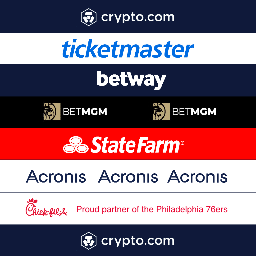 crypto.com
ticketmaster
betway
BETMGM BETMGM
StateFarm
Acronis Acronis Acronis
Chick-fil-A Proud partner of the Philadelphia 76ers
crypto.com